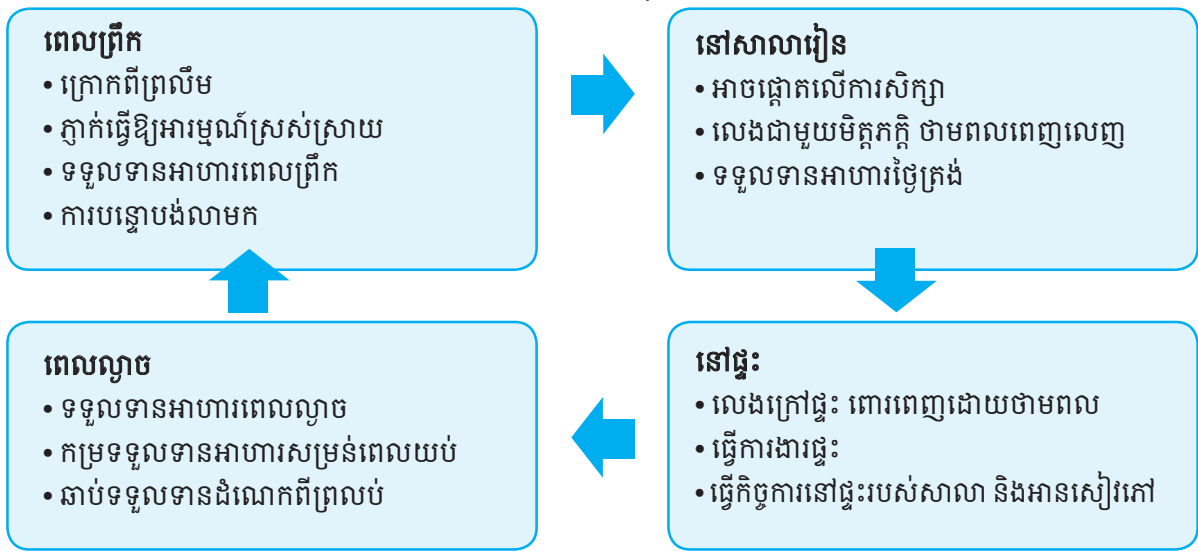 ពេលព្រឹក
• ក្រោកពីព្រលឹម
• ភ្ញាក់ធ្វើឱ្យអារម្មណ៍ស្រស់ស្រាយ
• ទទួលទានអាហារពេលព្រឹក
• ការបន្ទោបង់លាមក
នៅសាលារៀន
• អាចផ្តោតលើការសិក្សា
• លេងជាមួយមិត្តភក្តិ ថាមពលពេញលេញ
• ទទួលទានអាហារថ្ងៃត្រង់
នៅផ្ទះ
• លេងក្រៅផ្ទះ ពោរពេញដោយថាមពល
• ធ្វើការងារផ្ទះ
• ធ្វើកិច្ចការនៅផ្ទះរបស់សាលា និងអានសៀវភៅ
ពេលល្ងាច
• ទទួលទានអាហារពេលល្ងាច
• កម្រទទួលទានអាហារសម្រន់ពេលយប់
• ឆាប់ទទួលទានដំណេកពីព្រលប់